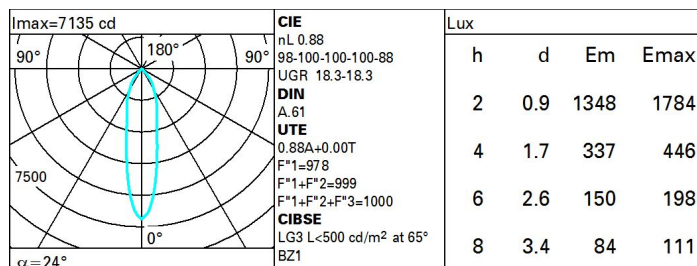 Imax=7135 cd
90°
180°
90°
7500
0°
α=24°
CIE
nL 0.88
98-100-100-100-88
UGR 18.3-18.3
DIN
A.61
UTE
0.88A+0.00T
F"1=978
F"1+F"2=999
F"1+F"2+F"3=1000
CIBSE
LG3 L<500 cd/m² at 65°
BZ1
Lux
h d Em Emax
2 0.9 1348 1784
4 1.7 337 446
6 2.6 150 198
8 3.4 84 111